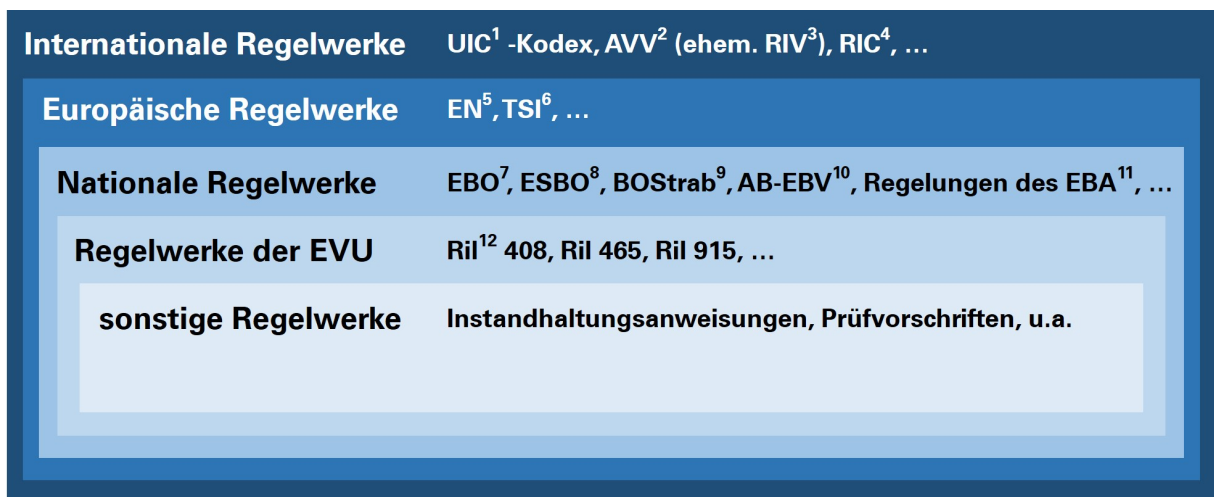 Internationale Regelwerke UIC¹ -Kodex, AVV² (ehem. RIV³), RIC⁴, …
Europäische Regelwerke EN⁵, TSI⁶, …
Nationale Regelwerke EBO⁷, ESBO⁸, BOStrab⁹, AB-EBV¹⁰, Regelungen des EBA¹¹, …
Regelwerke der EVU Ril¹² 408, Ril 465, Ril 915, …
sonstige Regelwerke Instandhaltungsanweisungen, Prüfvorschriften, u.a.